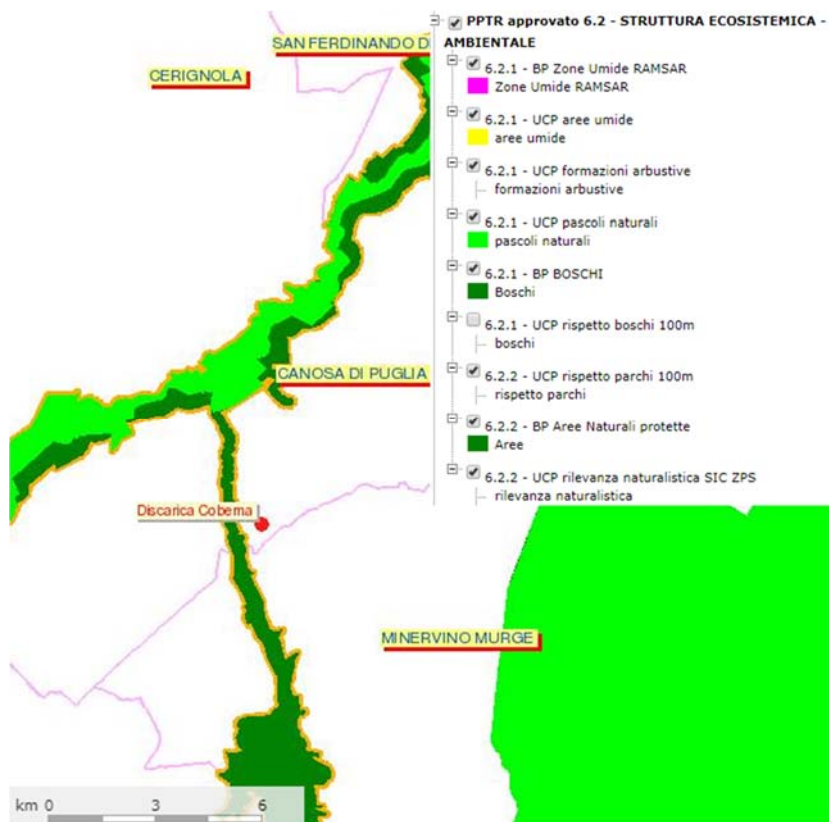 SAN FERDINANDO D
CERIGNOLA
CANOSA DI PUGLIA
Discarica Cobema
MINERVINO MURGE
km 0 3 6
PPTR approvato 6.2 - STRUTTURA ECOSISTEMICA -
AMBIENTALE
6.2.1 - BP Zone Umide RAMSAR
Zone Umide RAMSAR
6.2.1 - UCP aree umide
aree umide
6.2.1 - UCP formazioni arbustive
formazioni arbustive
6.2.1 - UCP pascoli naturali
pascoli naturali
6.2.1 - BP BOSCHI
Boschi
6.2.1 - UCP rispetto boschi 100m
boschi
6.2.2 - UCP rispetto parchi 100m
rispetto parchi
6.2.2 - BP Aree Naturali protette
Aree
6.2.2 - UCP rilevanza naturalistica SIC ZPS
rilevanza naturalistica